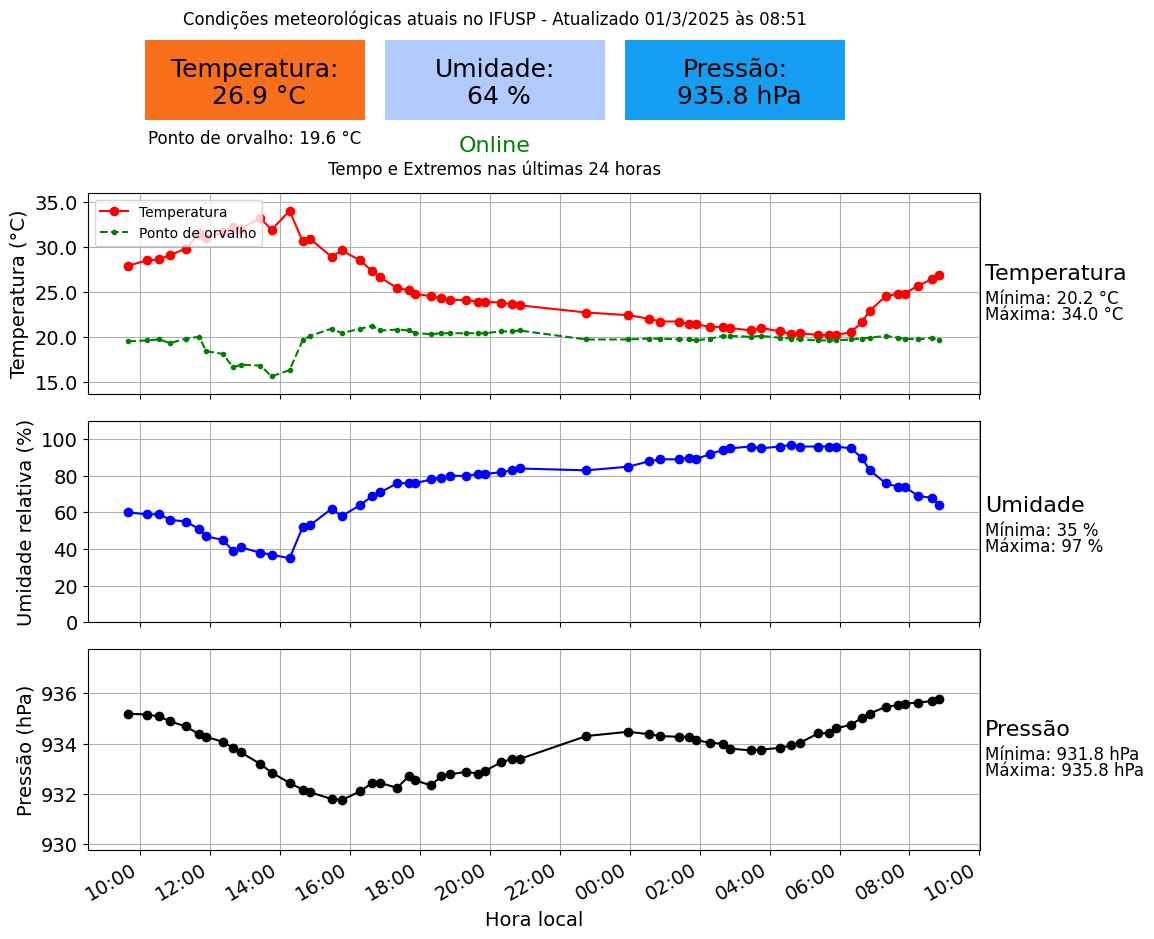 Condições meteorológicas atuais no IFUSP - Atualizado 01/3/2025 às 08:51
Temperatura:
26.9 °C
Umidade:
64 %
Pressão:
935.8 hPa
Ponto de orvalho: 19.6 °C
Online
Tempo e Extremos nas últimas 24 horas
Temperatura (°C)
35.0
30.0
25.0
20.0
15.0
Temperatura
Ponto de orvalho
Temperatura
Mínima: 20.2 °C
Máxima: 34.0 °C
Umidade relativa (%)
100
80
60
40
20
0
Umidade
Mínima: 35 %
Máxima: 97 %
Pressão (hPa)
936
934
932
930
Pressão
Mínima: 931.8 hPa
Máxima: 935.8 hPa
10:00
12:00
14:00
16:00
18:00
20:00
22:00
00:00
02:00
04:00
06:00
08:00
10:00
Hora local